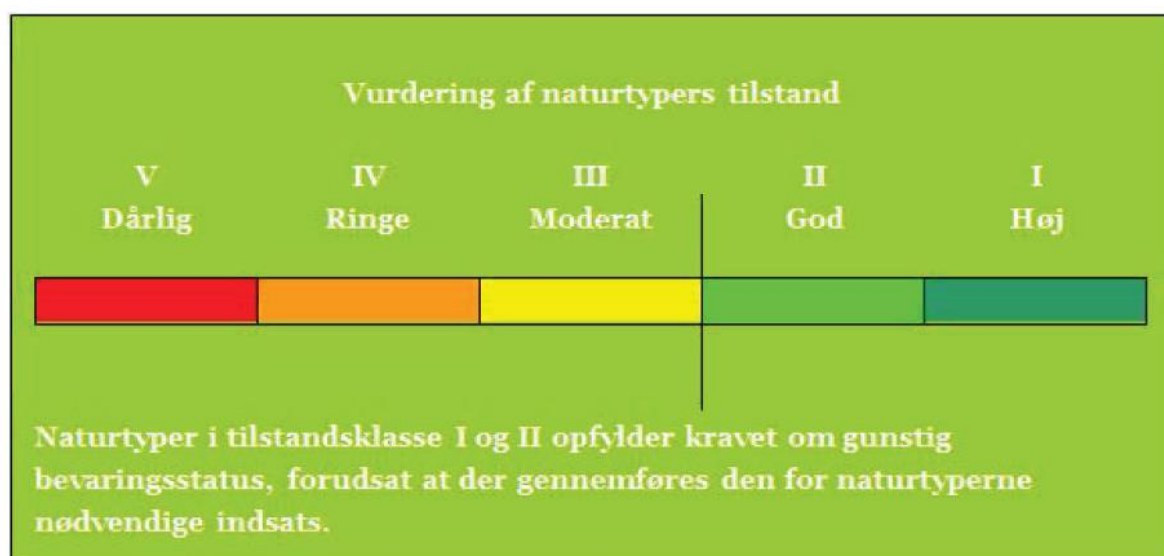 Vurdering af naturtypers tilstand
V IV III II I
Dårlig Ringe Moderat God Høj
Naturtyper i tilstandsklasse I og II opfylder kravet om gunstig
bevaringsstatus, forudsat at der gennemføres den for naturtyperne
nødvendige indsats.